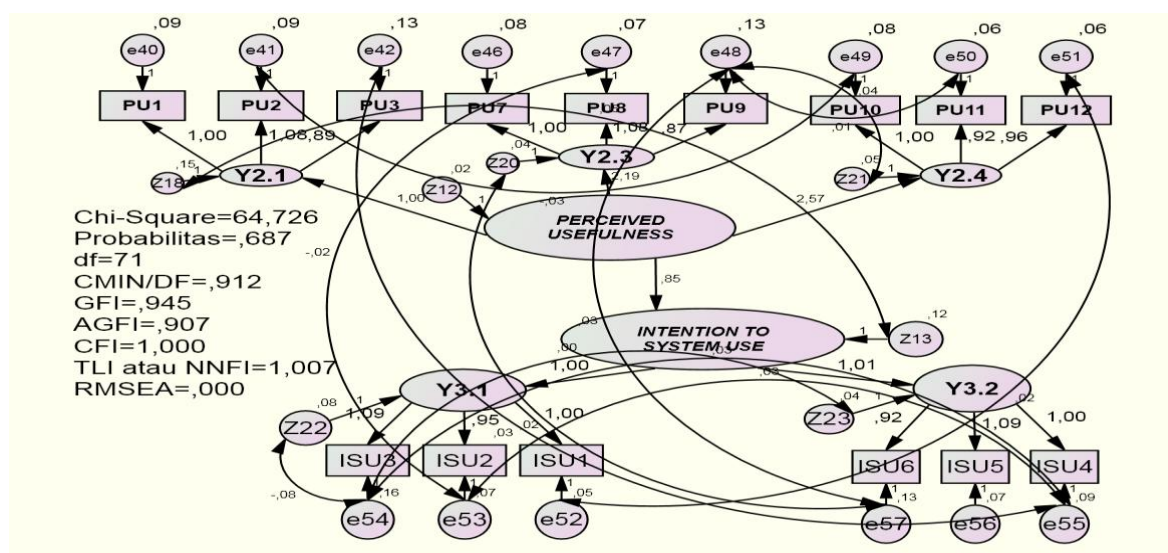 ,09 ,09 ,13 ,08 ,07 ,13 ,08 ,06 ,06
e40 e41 e42 e46 e47 e48 e49 e50 e51
1 1 1 1 1 1 1 1 1
PU1 PU2 PU3 PU7 PU8 PU9 PU10 PU11 PU12
,04
,01
1,00 1,08 ,89 1,00 1,08 ,87 1,00 ,92 ,96
,15 ,04 ,05
Z18 1 Y2.1 Z20 1 Y2.3 Z21 1 Y2.4
,02
Z12
1
1,00 -,03 2,19 2,57
PERCEIVED
USEFULNESS
Chi-Square=64,726
Probabilitas=,687
df=71
CMIN/DF=,912
GFI=,945
AGFI=,907
CFI=1,000
TLI atau NNFI=1,007
RMSEA=,000
-,02
,85
INTENTION TO
SYSTEM USE
1 Z13 ,12
,03
,00 ,03
1,00 1,01
,03
Y3.1 Y3.2
,08 ,04 ,02
Z22 1 Z23 1
1,09 ,95 1,00 ,92 1,09 1,00
,03 ,02
ISU3 ISU2 ISU1 ISU6 ISU5 ISU4
1 1 1 1
-,08 ,16 ,07 ,05 ,13 ,07 ,09
e54 e53 e52 e57 e56 e55